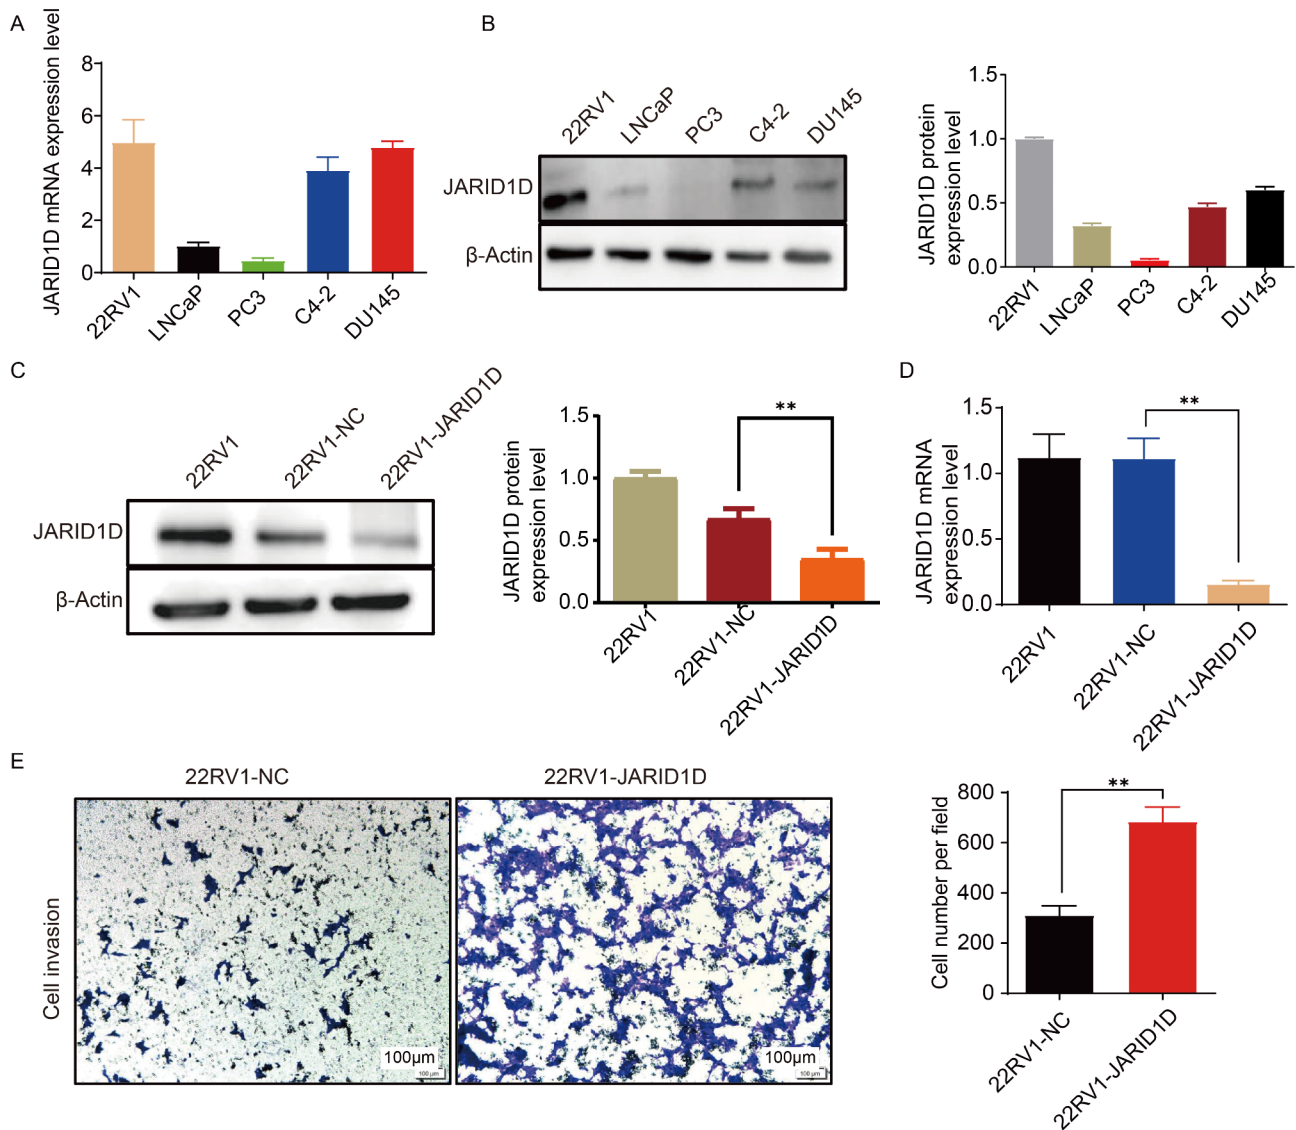 A
JARID1D mRNA expression level
8
6
4
2
0
22RV1
LNCaP
PC3
C4-2
DU145
B
22RV1
LNCaP
PC3
C4-2
DU145
JARID1D
β-Actin
JARID1D protein
expression level
1.5
1.0
0.5
0.0
22RV1
LNCaP
PC3
C4-2
DU145
C
22RV1
22RV1-NC
22RV1-JARID1D
JARID1D
β-Actin
JARID1D protein
expression level
1.5
1.0
0.5
0.0
**
22RV1
22RV1-NC
22RV1-JARID1D
D
JARID1D mRNA
expression level
1.5
1.0
0.5
0.0
**
22RV1
22RV1-NC
22RV1-JARID1D
E
22RV1-NC
22RV1-JARID1D
Cell invasion
100μm
100 μm
100μm
100 μm
Cell number per field
800
600
400
200
0
**
22RV1-NC
22RV1-JARID1D